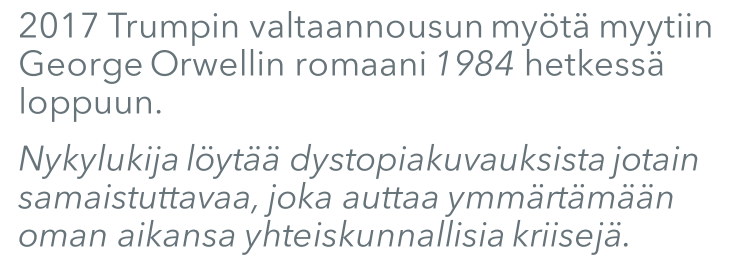 2017 Trumpin valtaannousun myötä myytiin
George Orwellin romaani 1984 hetkessä
loppuun.
Nykylukija löytää dystopiakuvauksista jotain
samaistuttavaa, joka auttaa ymmärtämään
oman aikansa yhteiskunnallisia kriisejä.